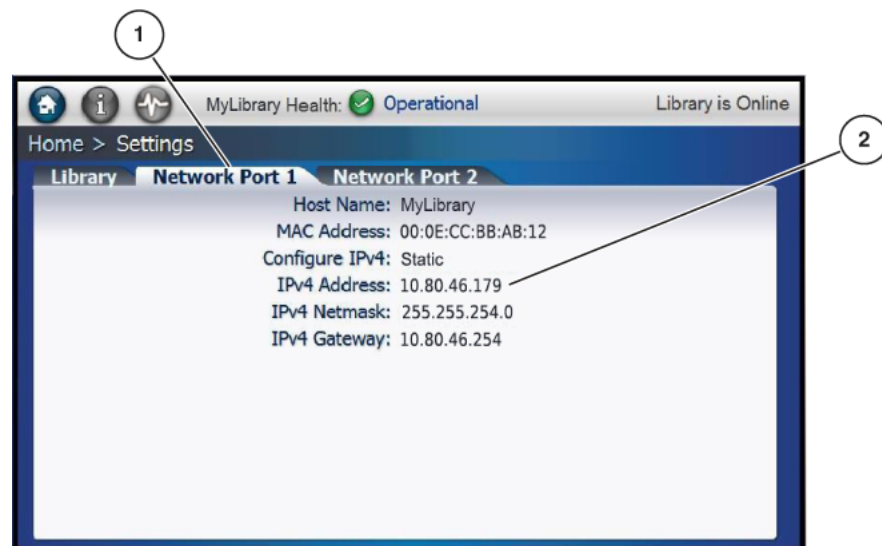 1
MyLibrary Health: Operational Library is Online
Home > Settings
2
Library Network Port 1 Network Port 2
Host Name: MyLibrary
MAC Address: 00:0E:CC:BB:AB:12
Configure IPv4: Static
IPv4 Address: 10.80.46.179
IPv4 Netmask: 255.255.254.0
IPv4 Gateway: 10.80.46.254